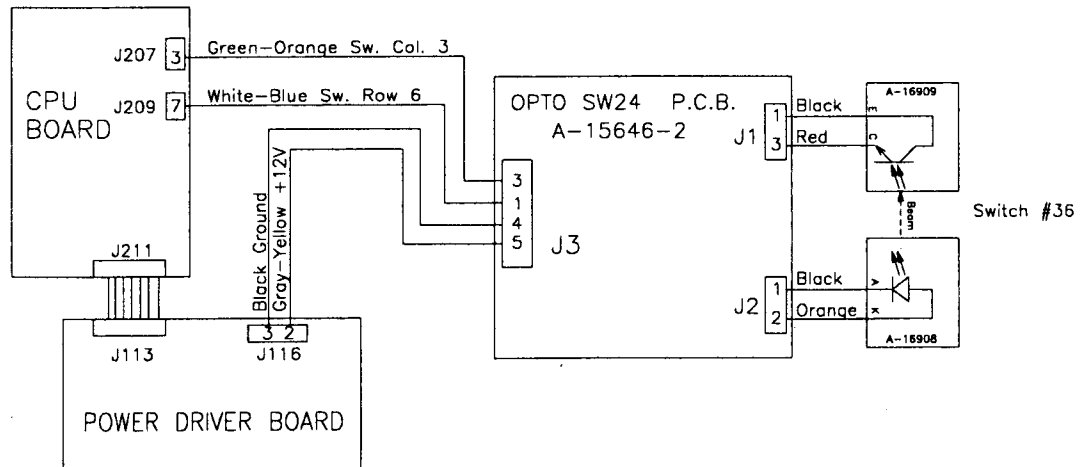 J207
3
Green-Orange Sw. Col. 3
CPU
BOARD
J209
7
White-Blue Sw. Row 6
J211
Black Ground
Gray-Yellow +12V
3 2
J113
J116
POWER DRIVER BOARD
OPTO SW24 P.C.B.
A-15646-2
3
1
4
5
J3
J1
1
3
Black
Red
A-16909
E
C
Beam
Switch #36
J2
1
2
Black
Orange
A
K
A-16908